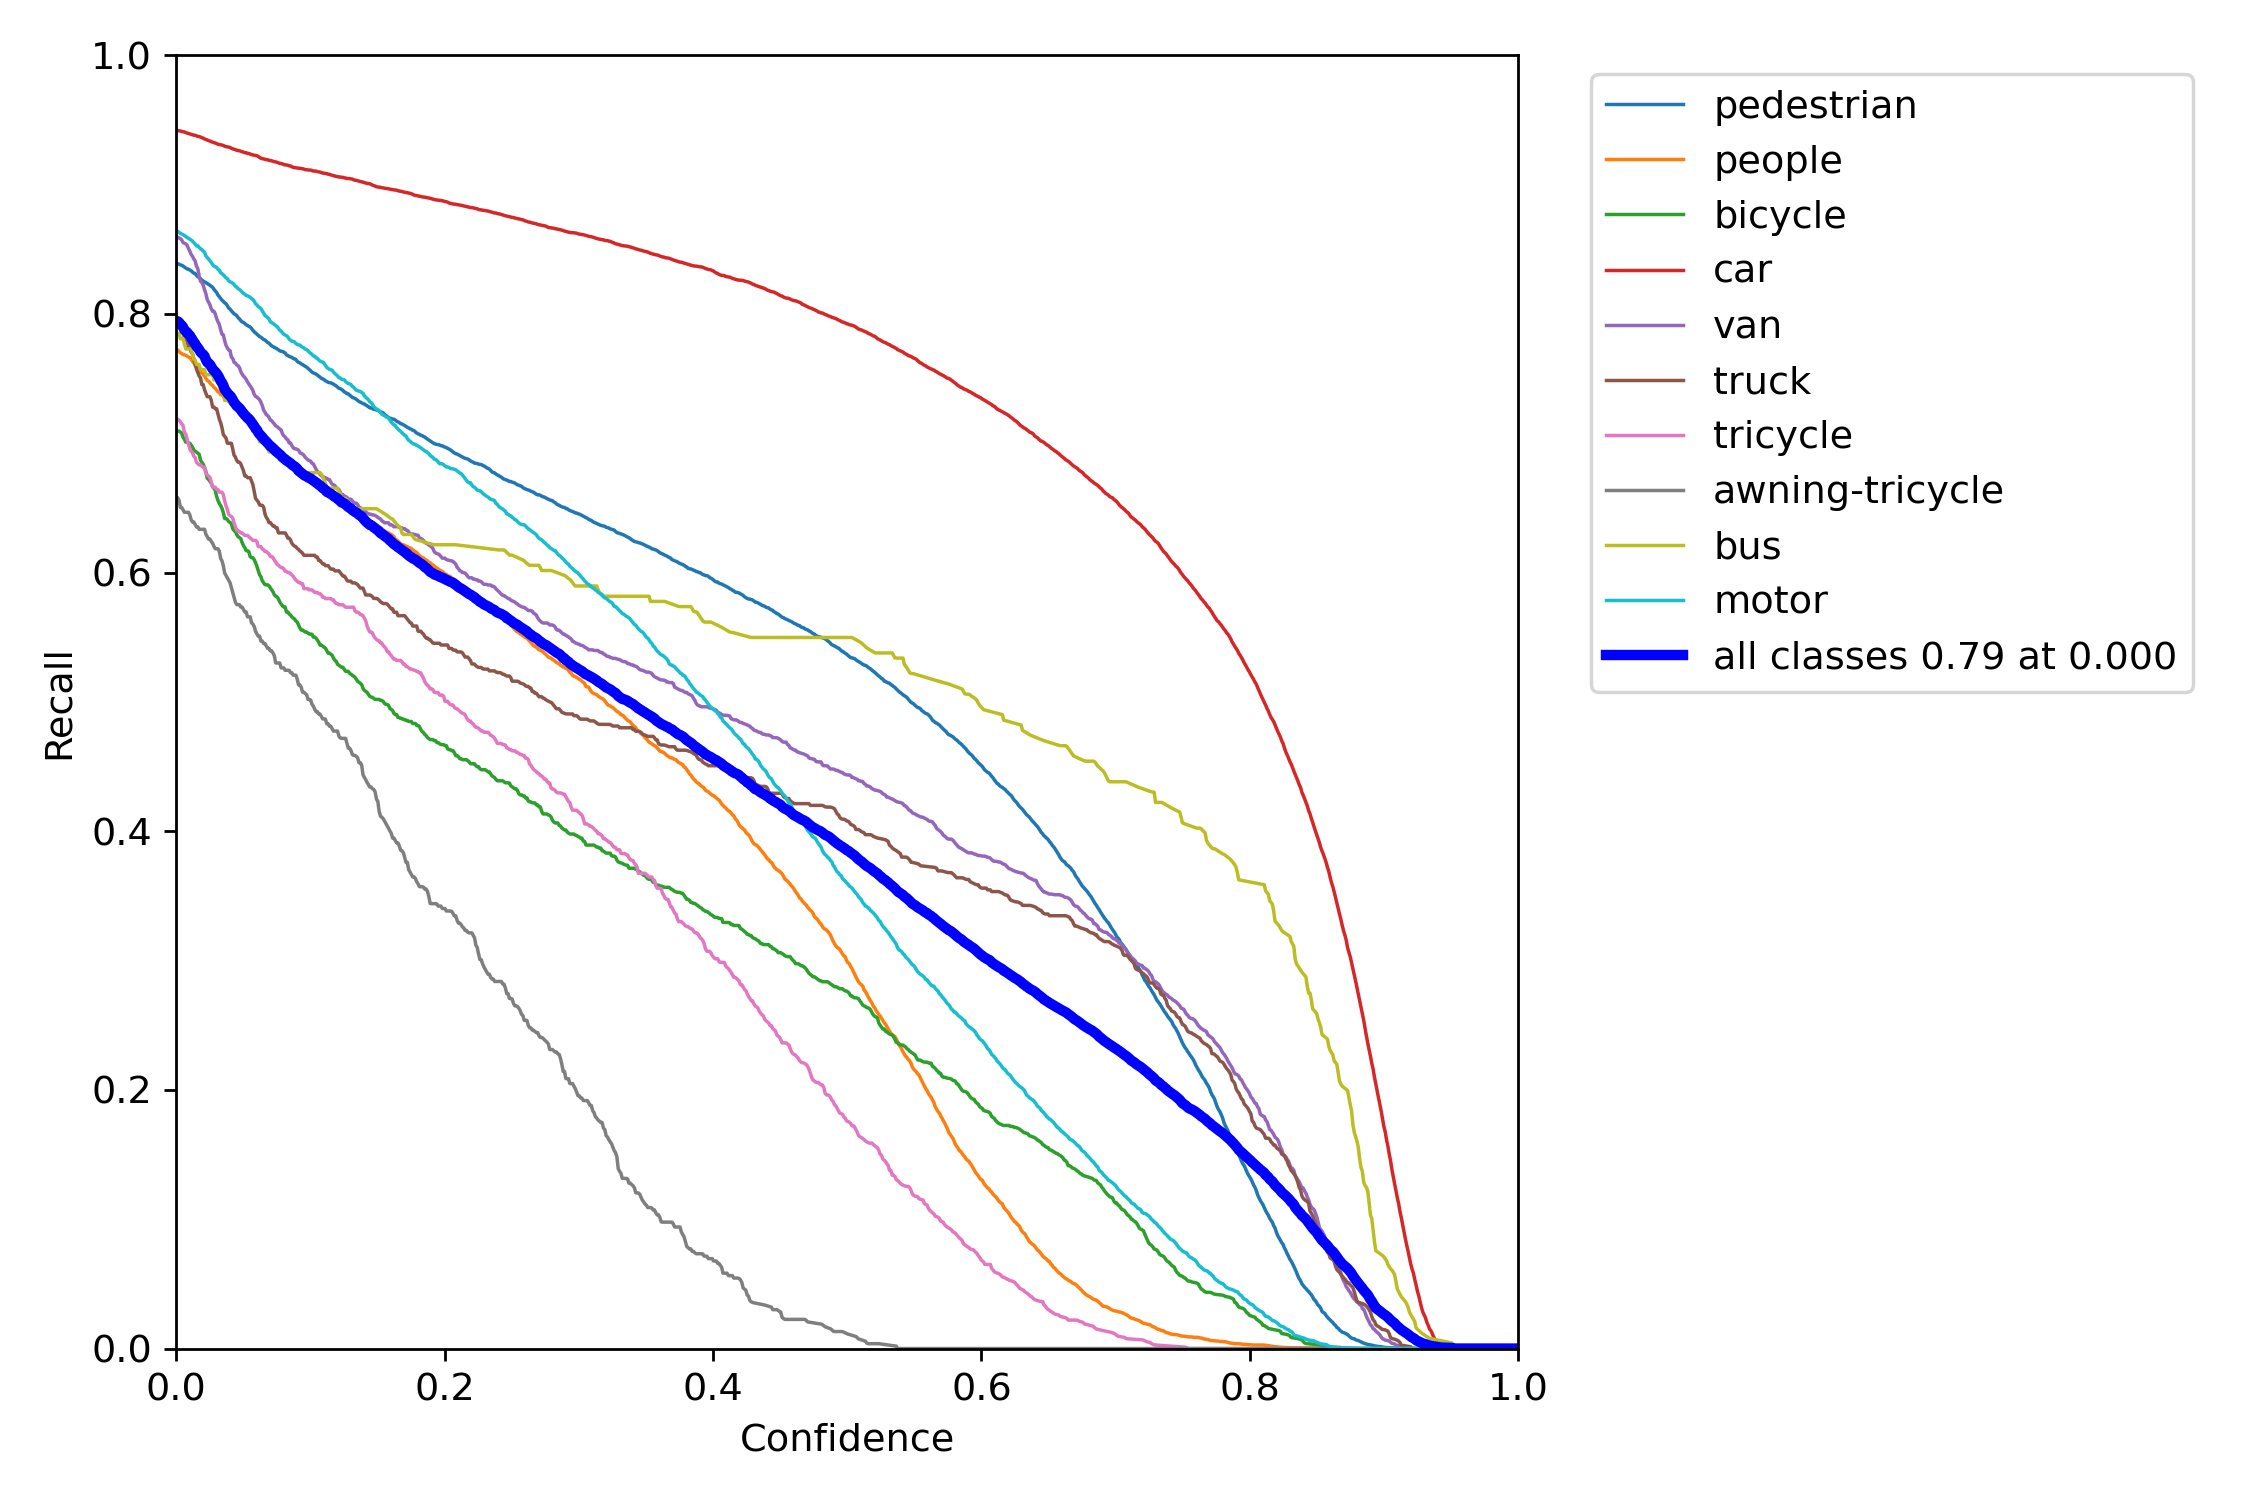 1.0
0.8
0.6
0.4
0.2
0.0
Recall
0.0 0.2 0.4 0.6 0.8 1.0
Confidence
pedestrian
people
bicycle
car
van
truck
tricycle
awning-tricycle
bus
motor
all classes 0.79 at 0.000